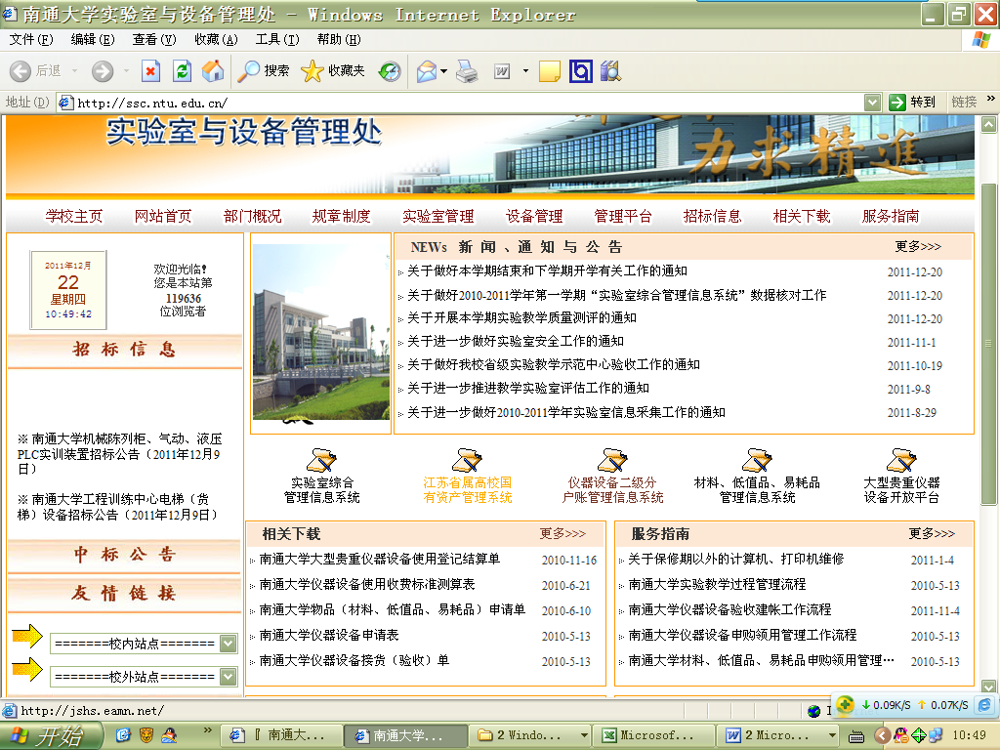 南通大学实验室与设备管理处 - Windows Internet Explorer
文件(F) 编辑(E) 查看(V) 收藏(A) 工具(T) 帮助(H)
后退 搜索 收藏夹
地址(D) http://ssc.ntu.edu.cn/ 转到 链接 »
实验室与设备管理处
力求精進
学校主页 网站首页 部门概况 规章制度 实验室管理 设备管理 管理平台 招标信息 相关下载 服务指南
2011年12月
22
星期四
10:49:42
欢迎光临!
您是本站第
119636
位浏览者
招标信息
※ 南通大学机械陈列柜、气动、液压
PLC实训装置招标公告（2011年12月9
日）
※ 南通大学工程训练中心电梯（货
梯）设备招标公告（2011年12月9日）
中标公告
友情链接
=======校内站点=======
=======校外站点=======
NEWs 新闻、通知与公告 更多>>>
关于做好本学期结束和下学期开学有关工作的通知 2011-12-20
关于做好2010-2011学年第一学期“实验室综合管理信息系统”数据核对工作 2011-12-20
关于开展本学期实验教学质量测评的通知 2011-12-20
关于进一步做好实验室安全工作的通知 2011-11-1
关于做好我校省级实验教学示范中心验收工作的通知 2011-10-19
关于进一步推进教学实验室评估工作的通知 2011-9-8
关于进一步做好2010-2011学年实验室信息采集工作的通知 2011-8-29
实验室综合
管理信息系统
江苏省属高校国
有资产管理系统
仪器设备二级分
户账管理信息系统
材料、低值品、易耗品
管理信息系统
大型贵重仪器
设备开放平台
相关下载 更多>>>
南通大学大型贵重仪器设备使用登记结算单 2010-11-16
南通大学仪器设备使用收费标准测算表 2010-6-21
南通大学物品（材料、低值品、易耗品）申请单 2010-6-10
南通大学仪器设备申请表 2010-5-13
南通大学仪器设备接货（验收）单 2010-5-13
服务指南 更多>>>
关于保修期以外的计算机、打印机维修 2011-1-4
南通大学实验教学过程管理流程 2010-5-13
南通大学仪器设备验收建帐工作流程 2011-11-4
南通大学仪器设备申购领用管理工作流程 2010-5-13
南通大学材料、低值品、易耗品申购领用管理… 2010-5-13
http://jshs.eamn.net/
0.09K/S 0.07K/S
开始 » 『 南通大... 南通大学... 2 Windo... Microsof... 2 Micro... 10:49